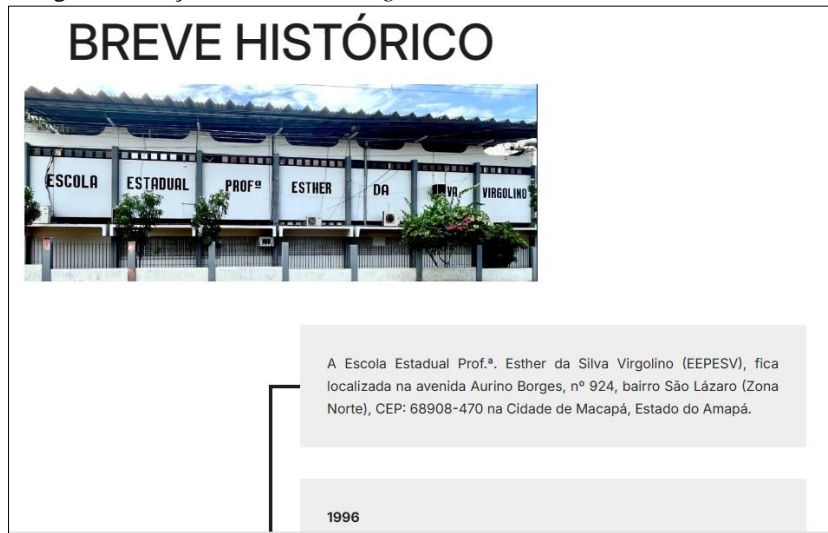 BREVE HISTÓRICO
ESCOLA ESTADUAL PROFª ESTHER DA VA VIRGOLINO
A Escola Estadual Prof.ª. Esther da Silva Virgolino (EEPESV), fica
localizada na avenida Aurino Borges, nº 924, bairro São Lázaro (Zona
Norte), CEP: 68908-470 na Cidade de Macapá, Estado do Amapá.
1996